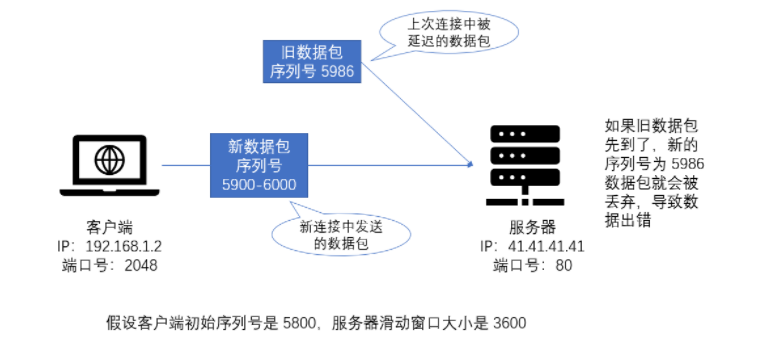 上次连接中被
延迟的数据包
旧数据包
序列号 5986
新数据包
序列号
5900-6000
新连接中发送
的数据包
客户端
IP：192.168.1.2
端口号：2048
服务器
IP：41.41.41.41
端口号：80
如果旧数据包
先到了，新的
序列号为 5986
数据包就会被
丢弃，导致数
据出错
假设客户端初始序列号是 5800，服务器滑动窗口大小是 3600